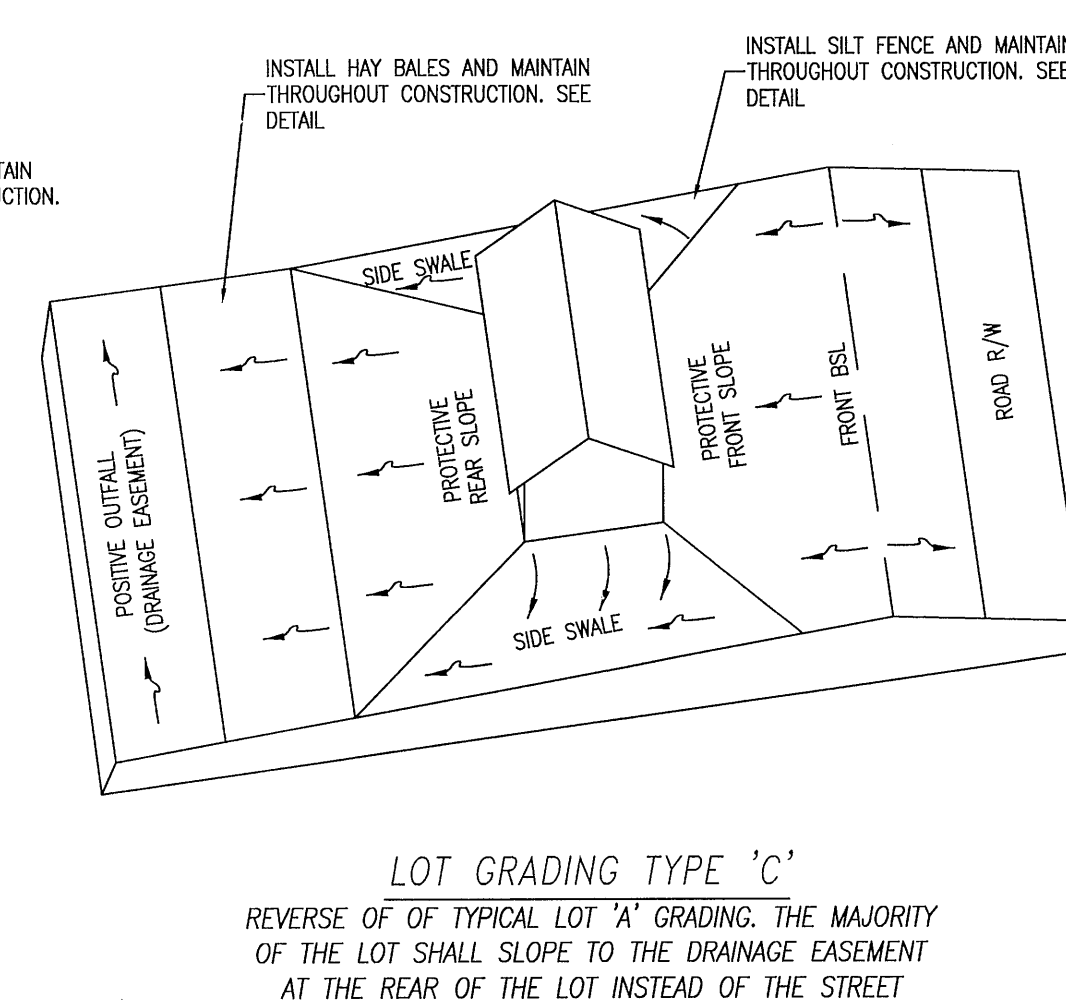 INSTALL SILT FENCE AND MAINTAIN
THROUGHOUT CONSTRUCTION. SEE
DETAIL
INSTALL HAY BALES AND MAINTAIN
THROUGHOUT CONSTRUCTION. SEE
DETAIL
TAIN
UCTION.
SIDE SWALE
POSITIVE OUTFALL
(DRAINAGE EASEMENT)
PROTECTIVE
REAR SLOPE
PROTECTIVE
FRONT SLOPE
FRONT BSL
ROAD R/W
SIDE SWALE
LOT GRADING TYPE 'C'
REVERSE OF OF TYPICAL LOT 'A' GRADING. THE MAJORITY
OF THE LOT SHALL SLOPE TO THE DRAINAGE EASEMENT
AT THE REAR OF THE LOT INSTEAD OF THE STREET